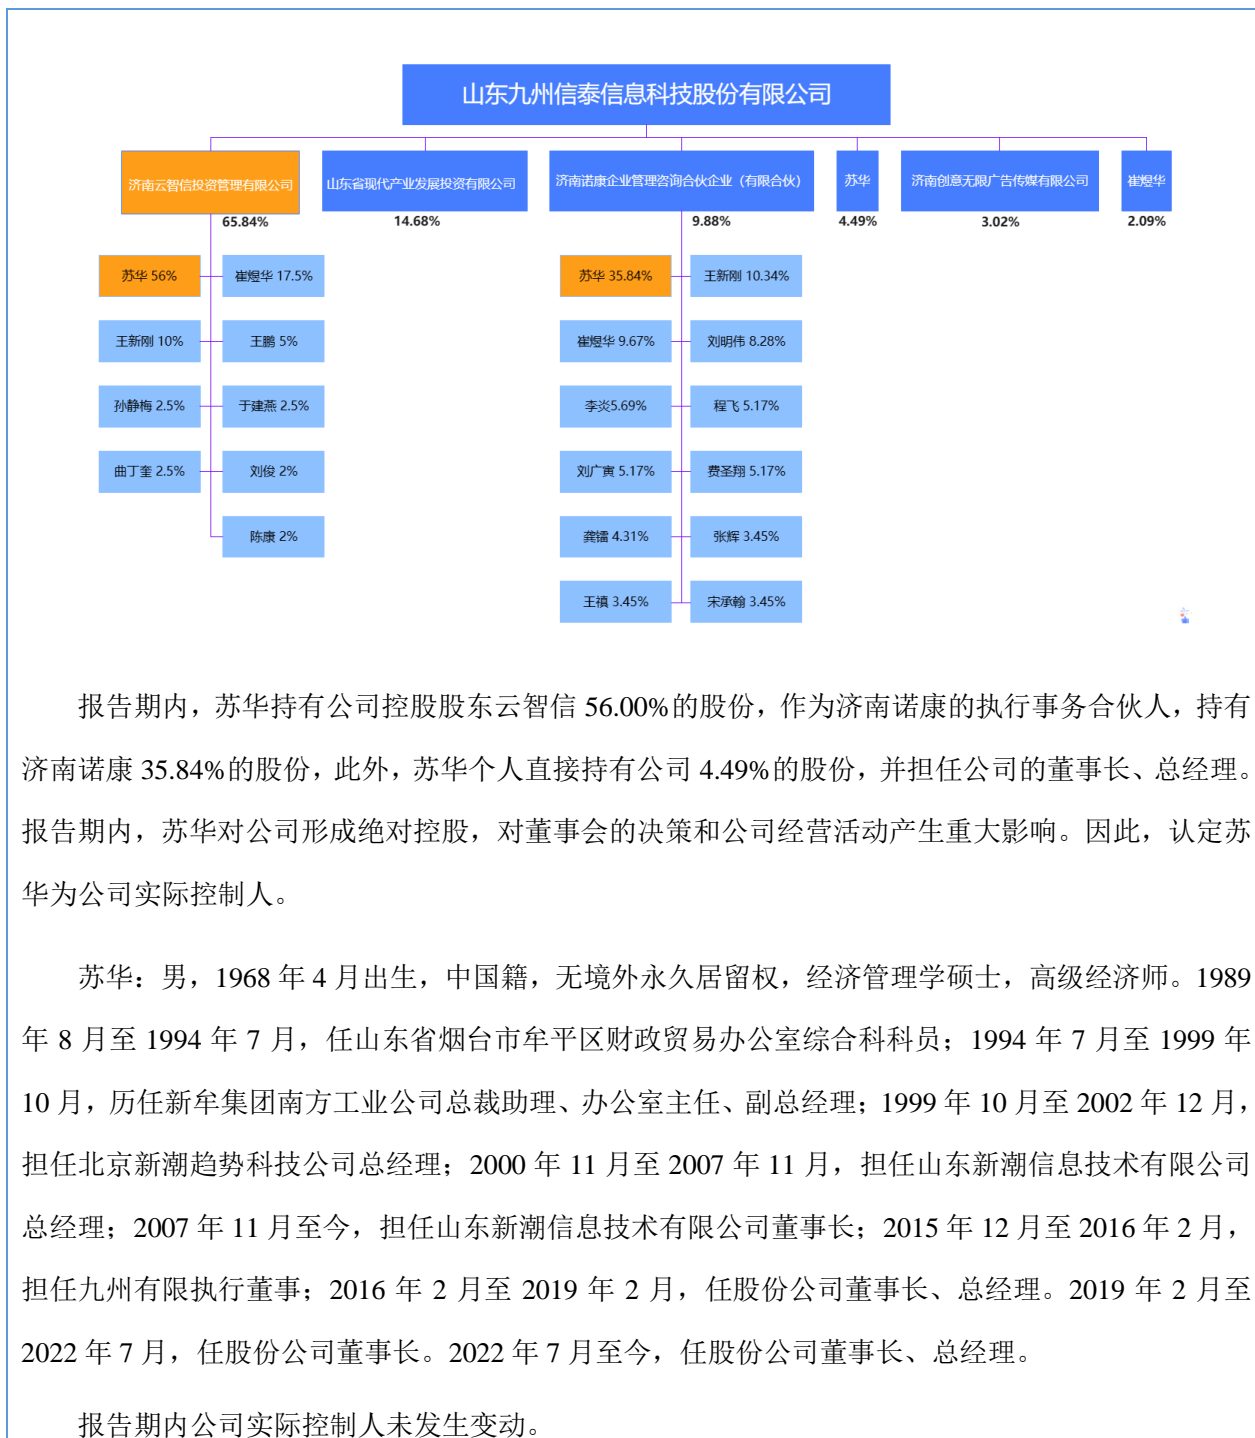 山东九州信泰信息科技股份有限公司
济南云智信投资管理有限公司
山东省现代产业发展投资有限公司
济南诺康企业管理咨询合伙企业（有限合伙）
苏华
济南创意无限广告传媒有限公司
崔煜华
65.84%
14.68%
9.88%
4.49%
3.02%
2.09%
苏华 56%
崔煜华 17.5%
王新刚 10%
王鹏 5%
孙静梅 2.5%
于建燕 2.5%
曲丁奎 2.5%
刘俊 2%
陈康 2%
苏华 35.84%
王新刚 10.34%
崔煜华 9.67%
刘明伟 8.28%
李炎5.69%
程飞 5.17%
刘广寅 5.17%
费圣翔 5.17%
龚镭 4.31%
张辉 3.45%
王禛 3.45%
宋承翰 3.45%
报告期内，苏华持有公司控股股东云智信 56.00%的股份，作为济南诺康的执行事务合伙人，持有
济南诺康 35.84%的股份，此外，苏华个人直接持有公司 4.49%的股份，并担任公司的董事长、总经理。
报告期内，苏华对公司形成绝对控股，对董事会的决策和公司经营活动产生重大影响。因此，认定苏
华为公司实际控制人。
苏华：男，1968 年 4 月出生，中国籍，无境外永久居留权，经济管理学硕士，高级经济师。1989
年 8 月至 1994 年 7 月，任山东省烟台市牟平区财政贸易办公室综合科科员；1994 年 7 月至 1999 年
10 月，历任新牟集团南方工业公司总裁助理、办公室主任、副总经理；1999 年 10 月至 2002 年 12 月，
担任北京新潮趋势科技公司总经理；2000 年 11 月至 2007 年 11 月，担任山东新潮信息技术有限公司
总经理；2007 年 11 月至今，担任山东新潮信息技术有限公司董事长；2015 年 12 月至 2016 年 2 月，
担任九州有限执行董事；2016 年 2 月至 2019 年 2 月，任股份公司董事长、总经理。2019 年 2 月至
2022 年 7 月，任股份公司董事长。2022 年 7 月至今，任股份公司董事长、总经理。
报告期内公司实际控制人未发生变动。